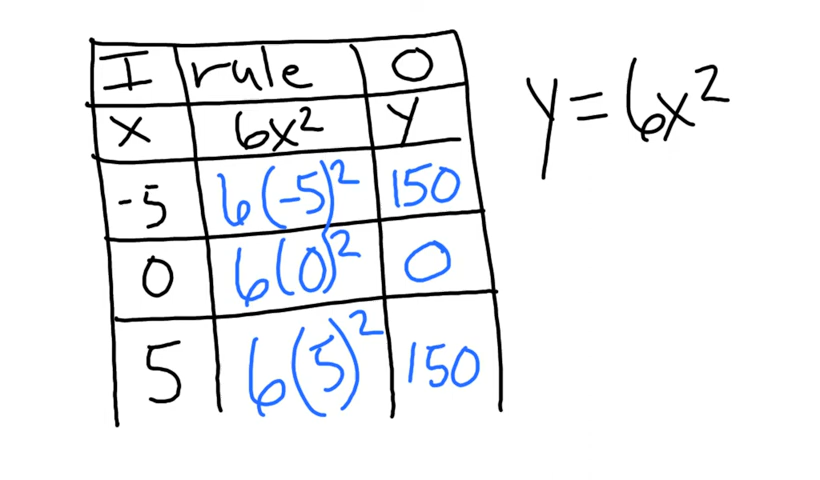 I rule O
x 6x² y
-5 6(-5)² 150
0 6(0)² 0
5 6(5)² 150
y = 6x²